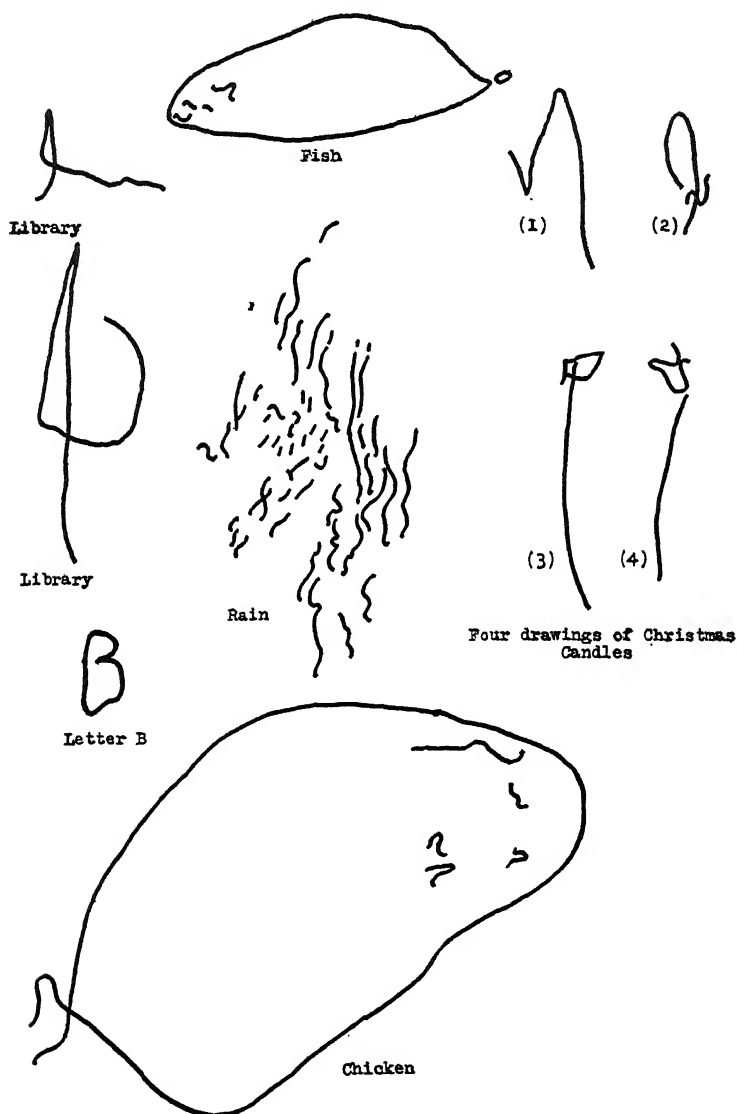 Fish
Library
(1)
(2)
Library
Rain
(3)
(4)
Four drawings of Christmas
Candles
B
Letter B
Chicken